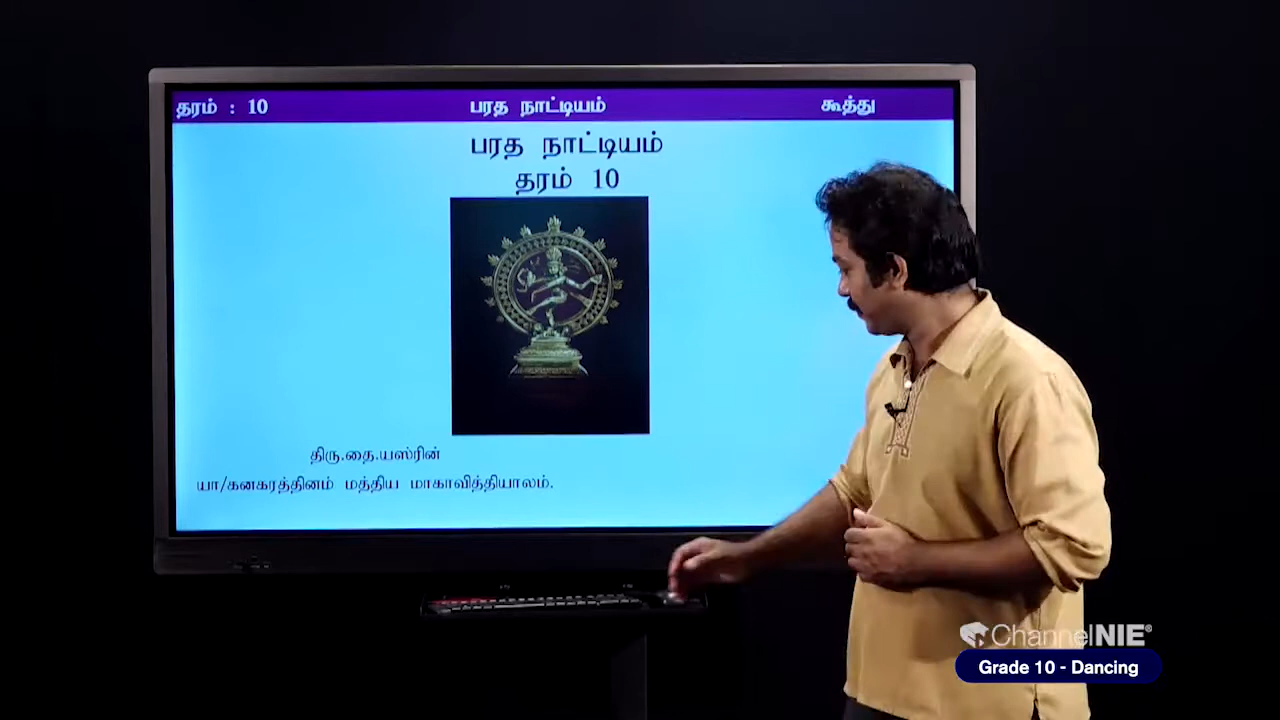 தரம் : 10 பரத நாட்டியம் கூத்து
பரத நாட்டியம்
தரம் 10
திரு.தை.யஸ்ரின்
யா/கனகரத்தினம் மத்திய மாகாவித்தியாலம்.
ChannelNIE®
Grade 10 - Dancing